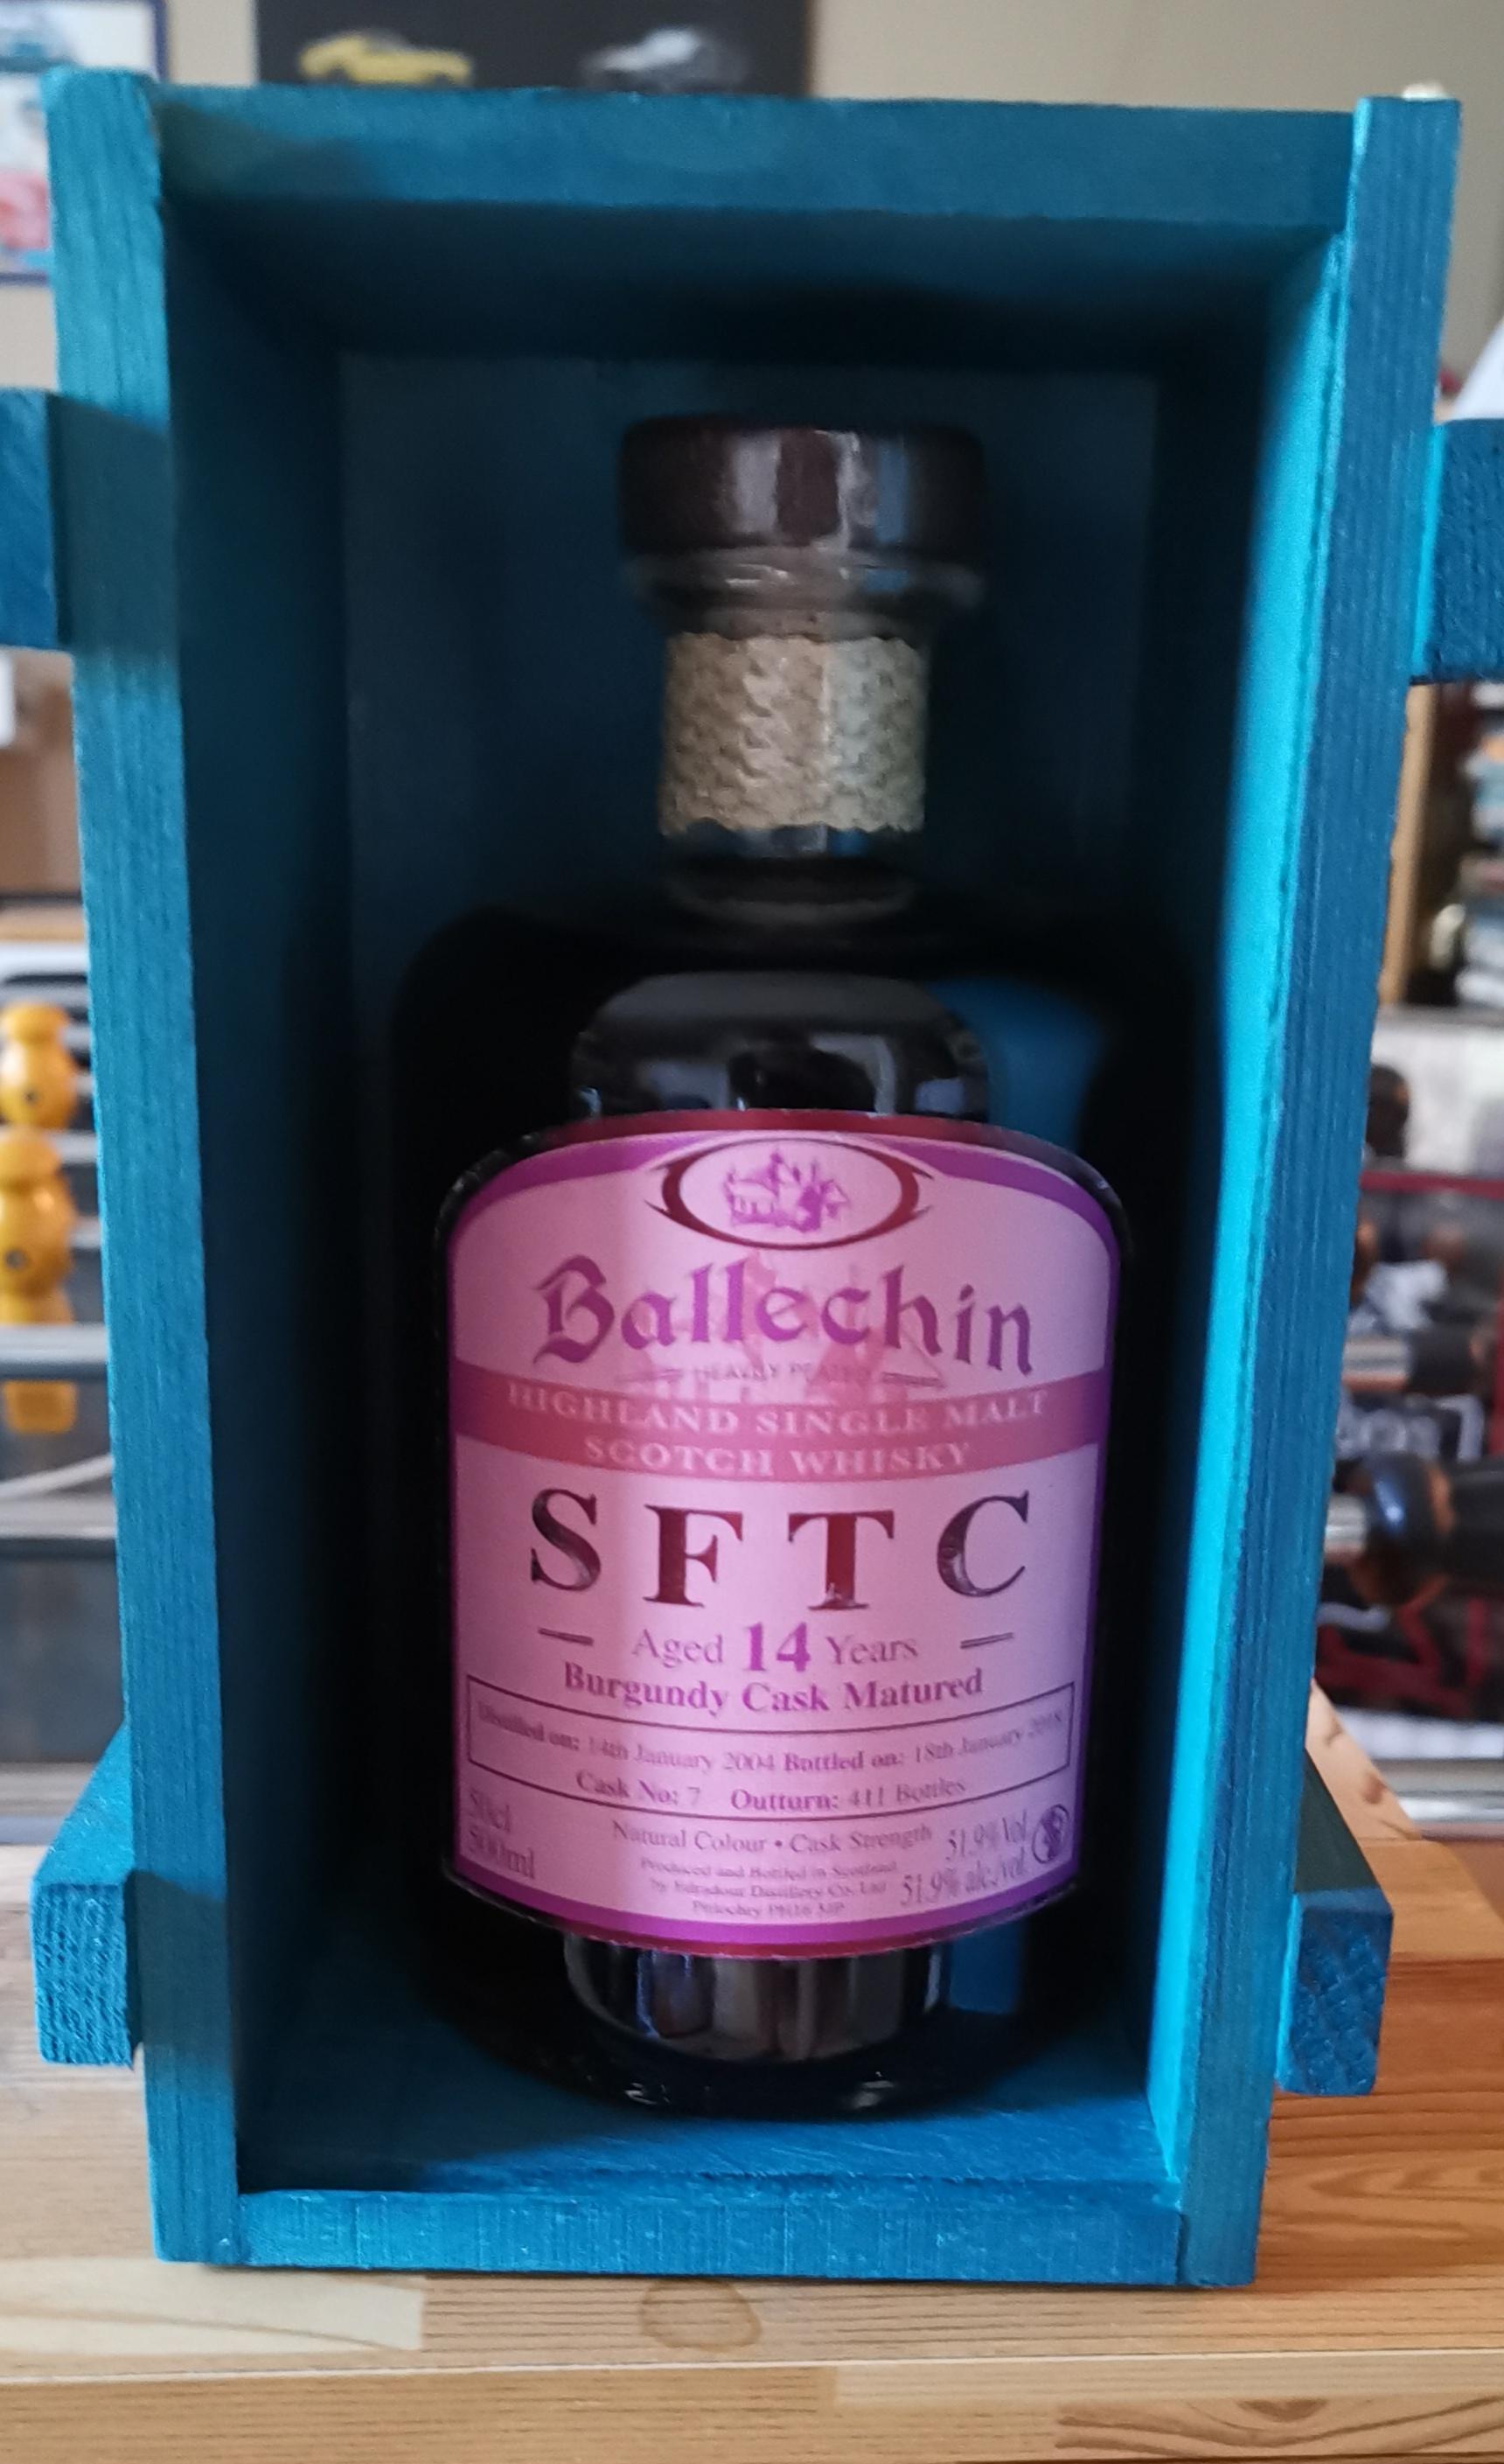 Ballechin
HEAVILY PEATED
HIGHLAND SINGLE MALT
SCOTCH WHISKY
SFTC
Aged 14 Years
Burgundy Cask Matured
Distilled on: 14th January 2004 Bottled on: 18th January 2018
Cask No: 7 Outturn: 411 Bottles
50cl
500ml
Natural Colour • Cask Strength
51.9% Vol
51.9% alc./vol.
Produced and Bottled in Scotland
by Edradour Distillery Co. Ltd
Pitlochry PH16 5JP